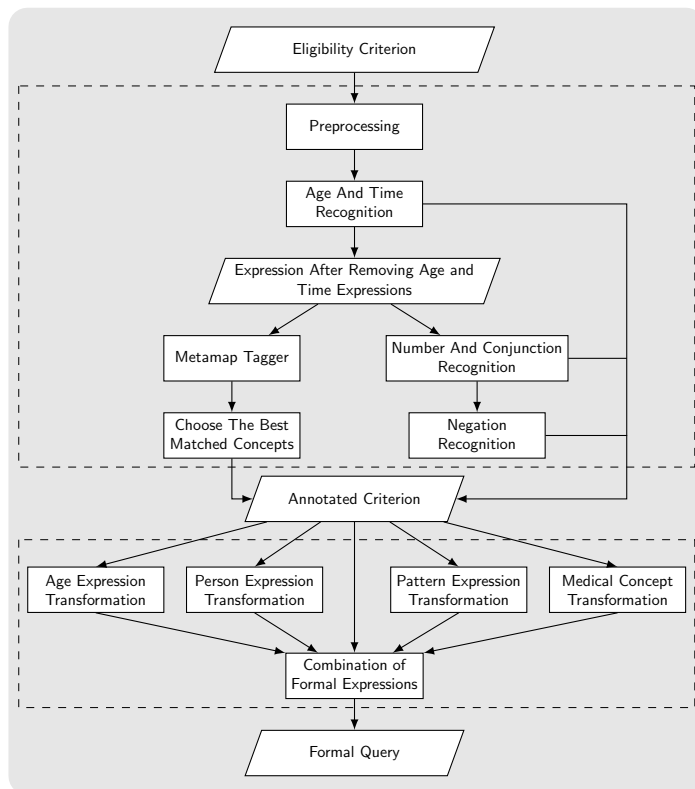 Eligibility Criterion
Preprocessing
Age And Time
Recognition
Expression After Removing Age and
Time Expressions
Metamap Tagger
Number And Conjunction
Recognition
Choose The Best
Matched Concepts
Negation
Recognition
Annotated Criterion
Age Expression
Transformation
Person Expression
Transformation
Pattern Expression
Transformation
Medical Concept
Transformation
Combination of
Formal Expressions
Formal Query